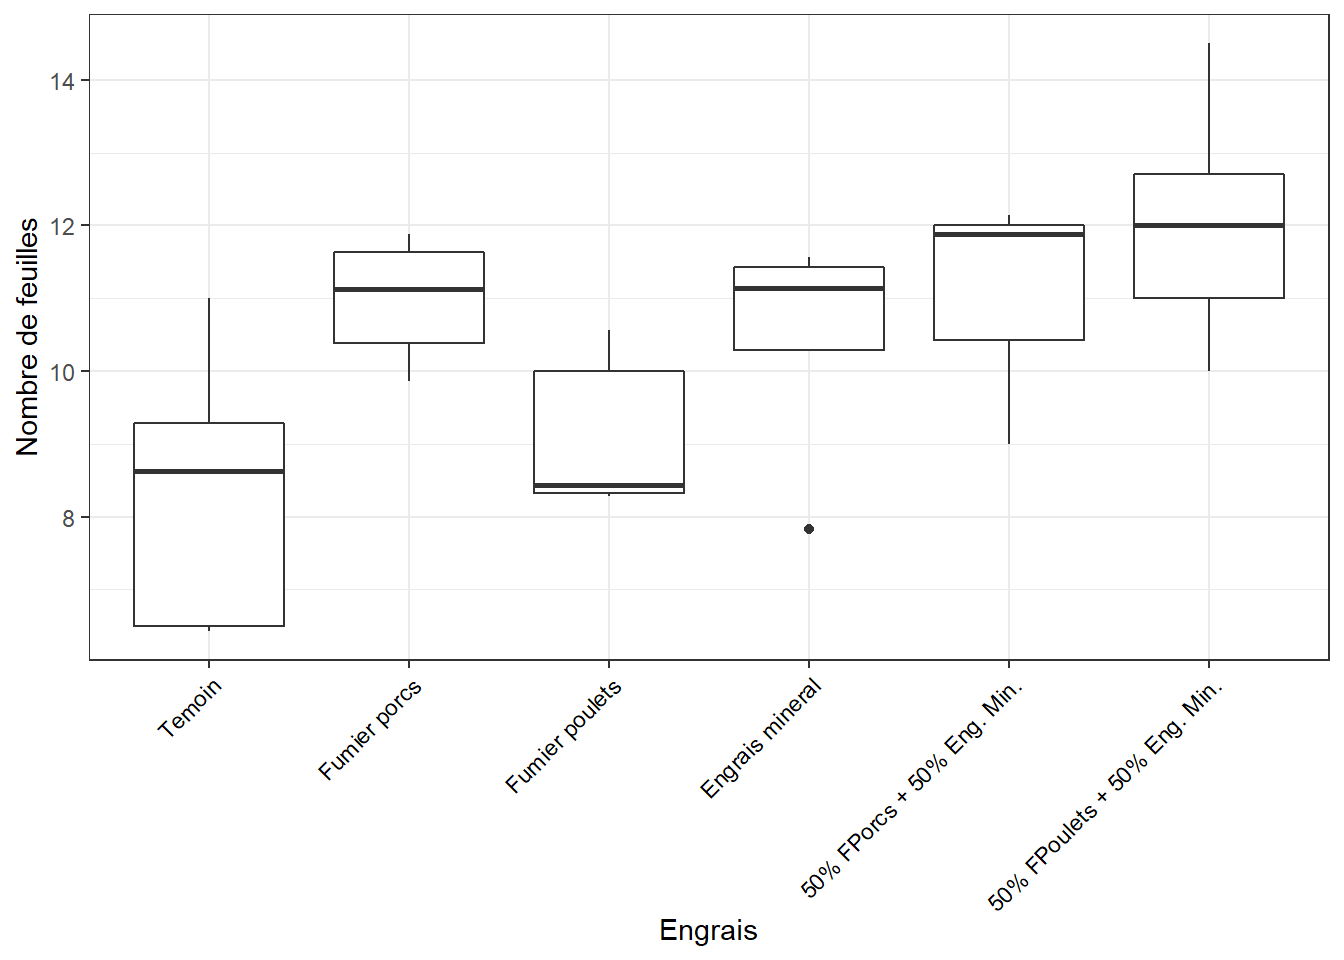 Nombre de feuilles
14
12
10
8
Temoin
Fumier porcs
Fumier poulets
Engrais mineral
50% FPorcs + 50% Eng. Min.
50% FPoulets + 50% Eng. Min.
Engrais